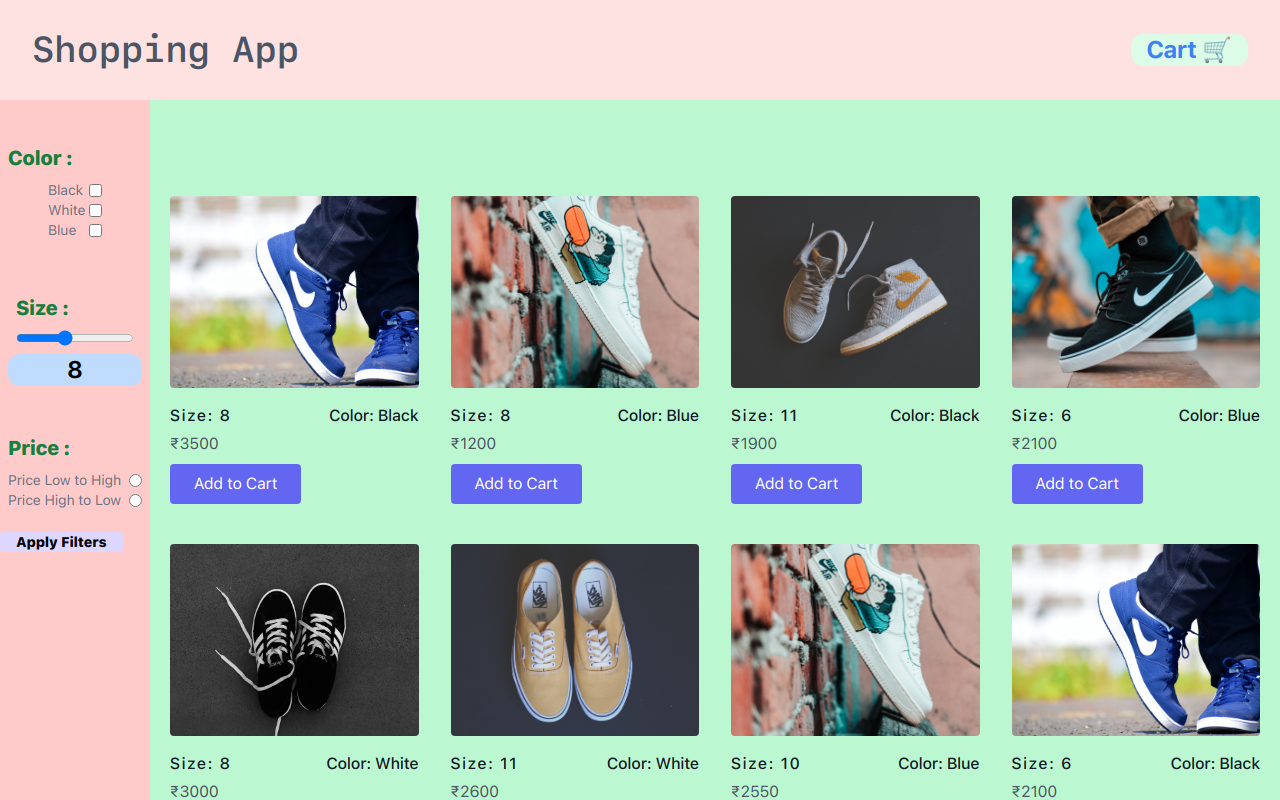 Shopping App
Cart 🛒
Color :
Black
White
Blue
Size :
8
Price :
Price Low to High
Price High to Low
Apply Filters
Size: 8 Color: Black
₹3500
Add to Cart
Size: 8 Color: Blue
₹1200
Add to Cart
Size: 11 Color: Black
₹1900
Add to Cart
Size: 6 Color: Blue
₹2100
Add to Cart
Size: 8 Color: White
₹3000
Size: 11 Color: White
₹2600
Size: 10 Color: Blue
₹2550
Size: 6 Color: Black
₹2100